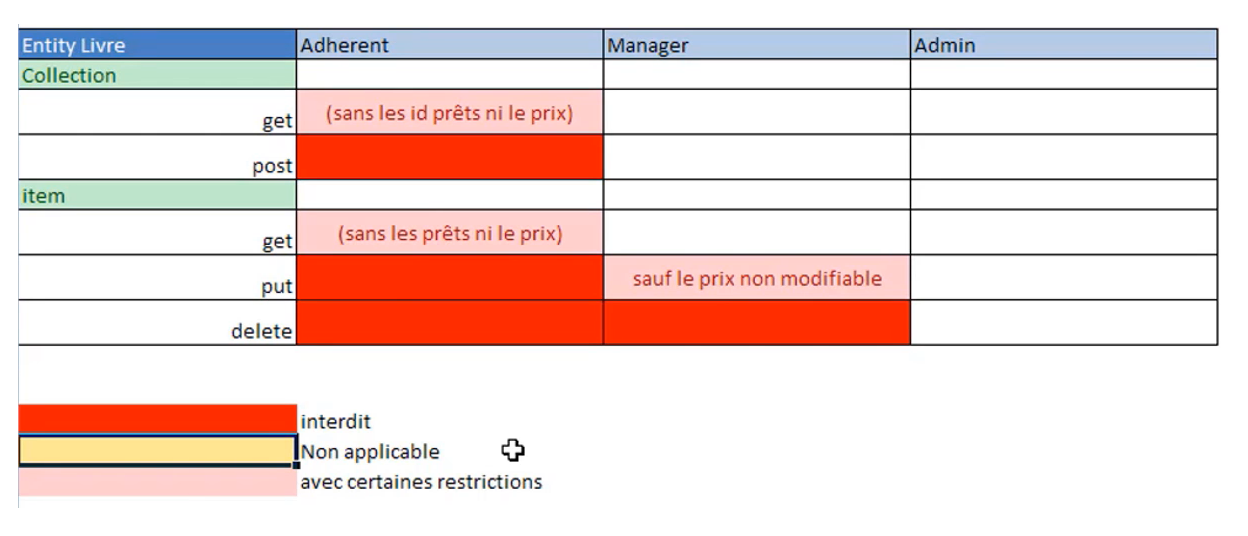 Entity Livre Adherent Manager Admin
Collection
get (sans les id prêts ni le prix)
post
item
get (sans les prêts ni le prix)
put sauf le prix non modifiable
delete
interdit
Non applicable
avec certaines restrictions